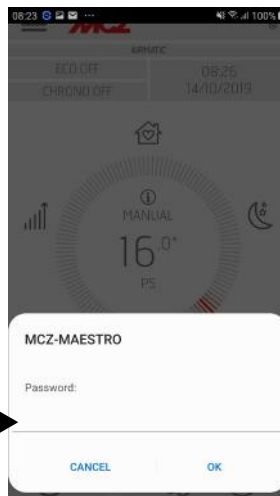 08:23 100%
MCZ
ARMATIC
ECO OFF 08:26
CHRONO OFF 14/10/2019
MANUAL
16.0°
P5
MCZ-MAESTRO
Password:
CANCEL OK